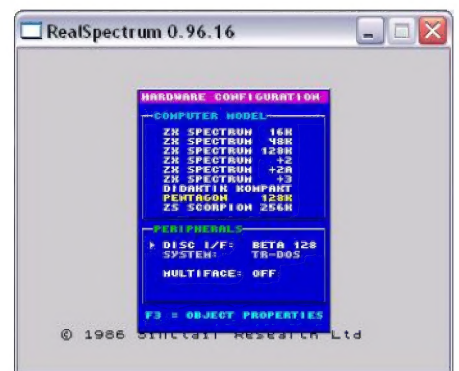 RealSpectrum 0.96.16
HARDWARE CONFIGURATION
COMPUTER MODEL
ZX SPECTRUM 16K
ZX SPECTRUM 48K
ZX SPECTRUM 128K
ZX SPECTRUM +2
ZX SPECTRUM +2A
ZX SPECTRUM +3
DIDAKTIK KOMPAKT
PENTAGON 128K
ZS SCORPION 256K
PERIPHERALS
DISC I/F: BETA 128
SYSTEM: TR-DOS
MULTIFACE: OFF
F3 = OBJECT PROPERTIES
© 1986 Sinclair Research Ltd